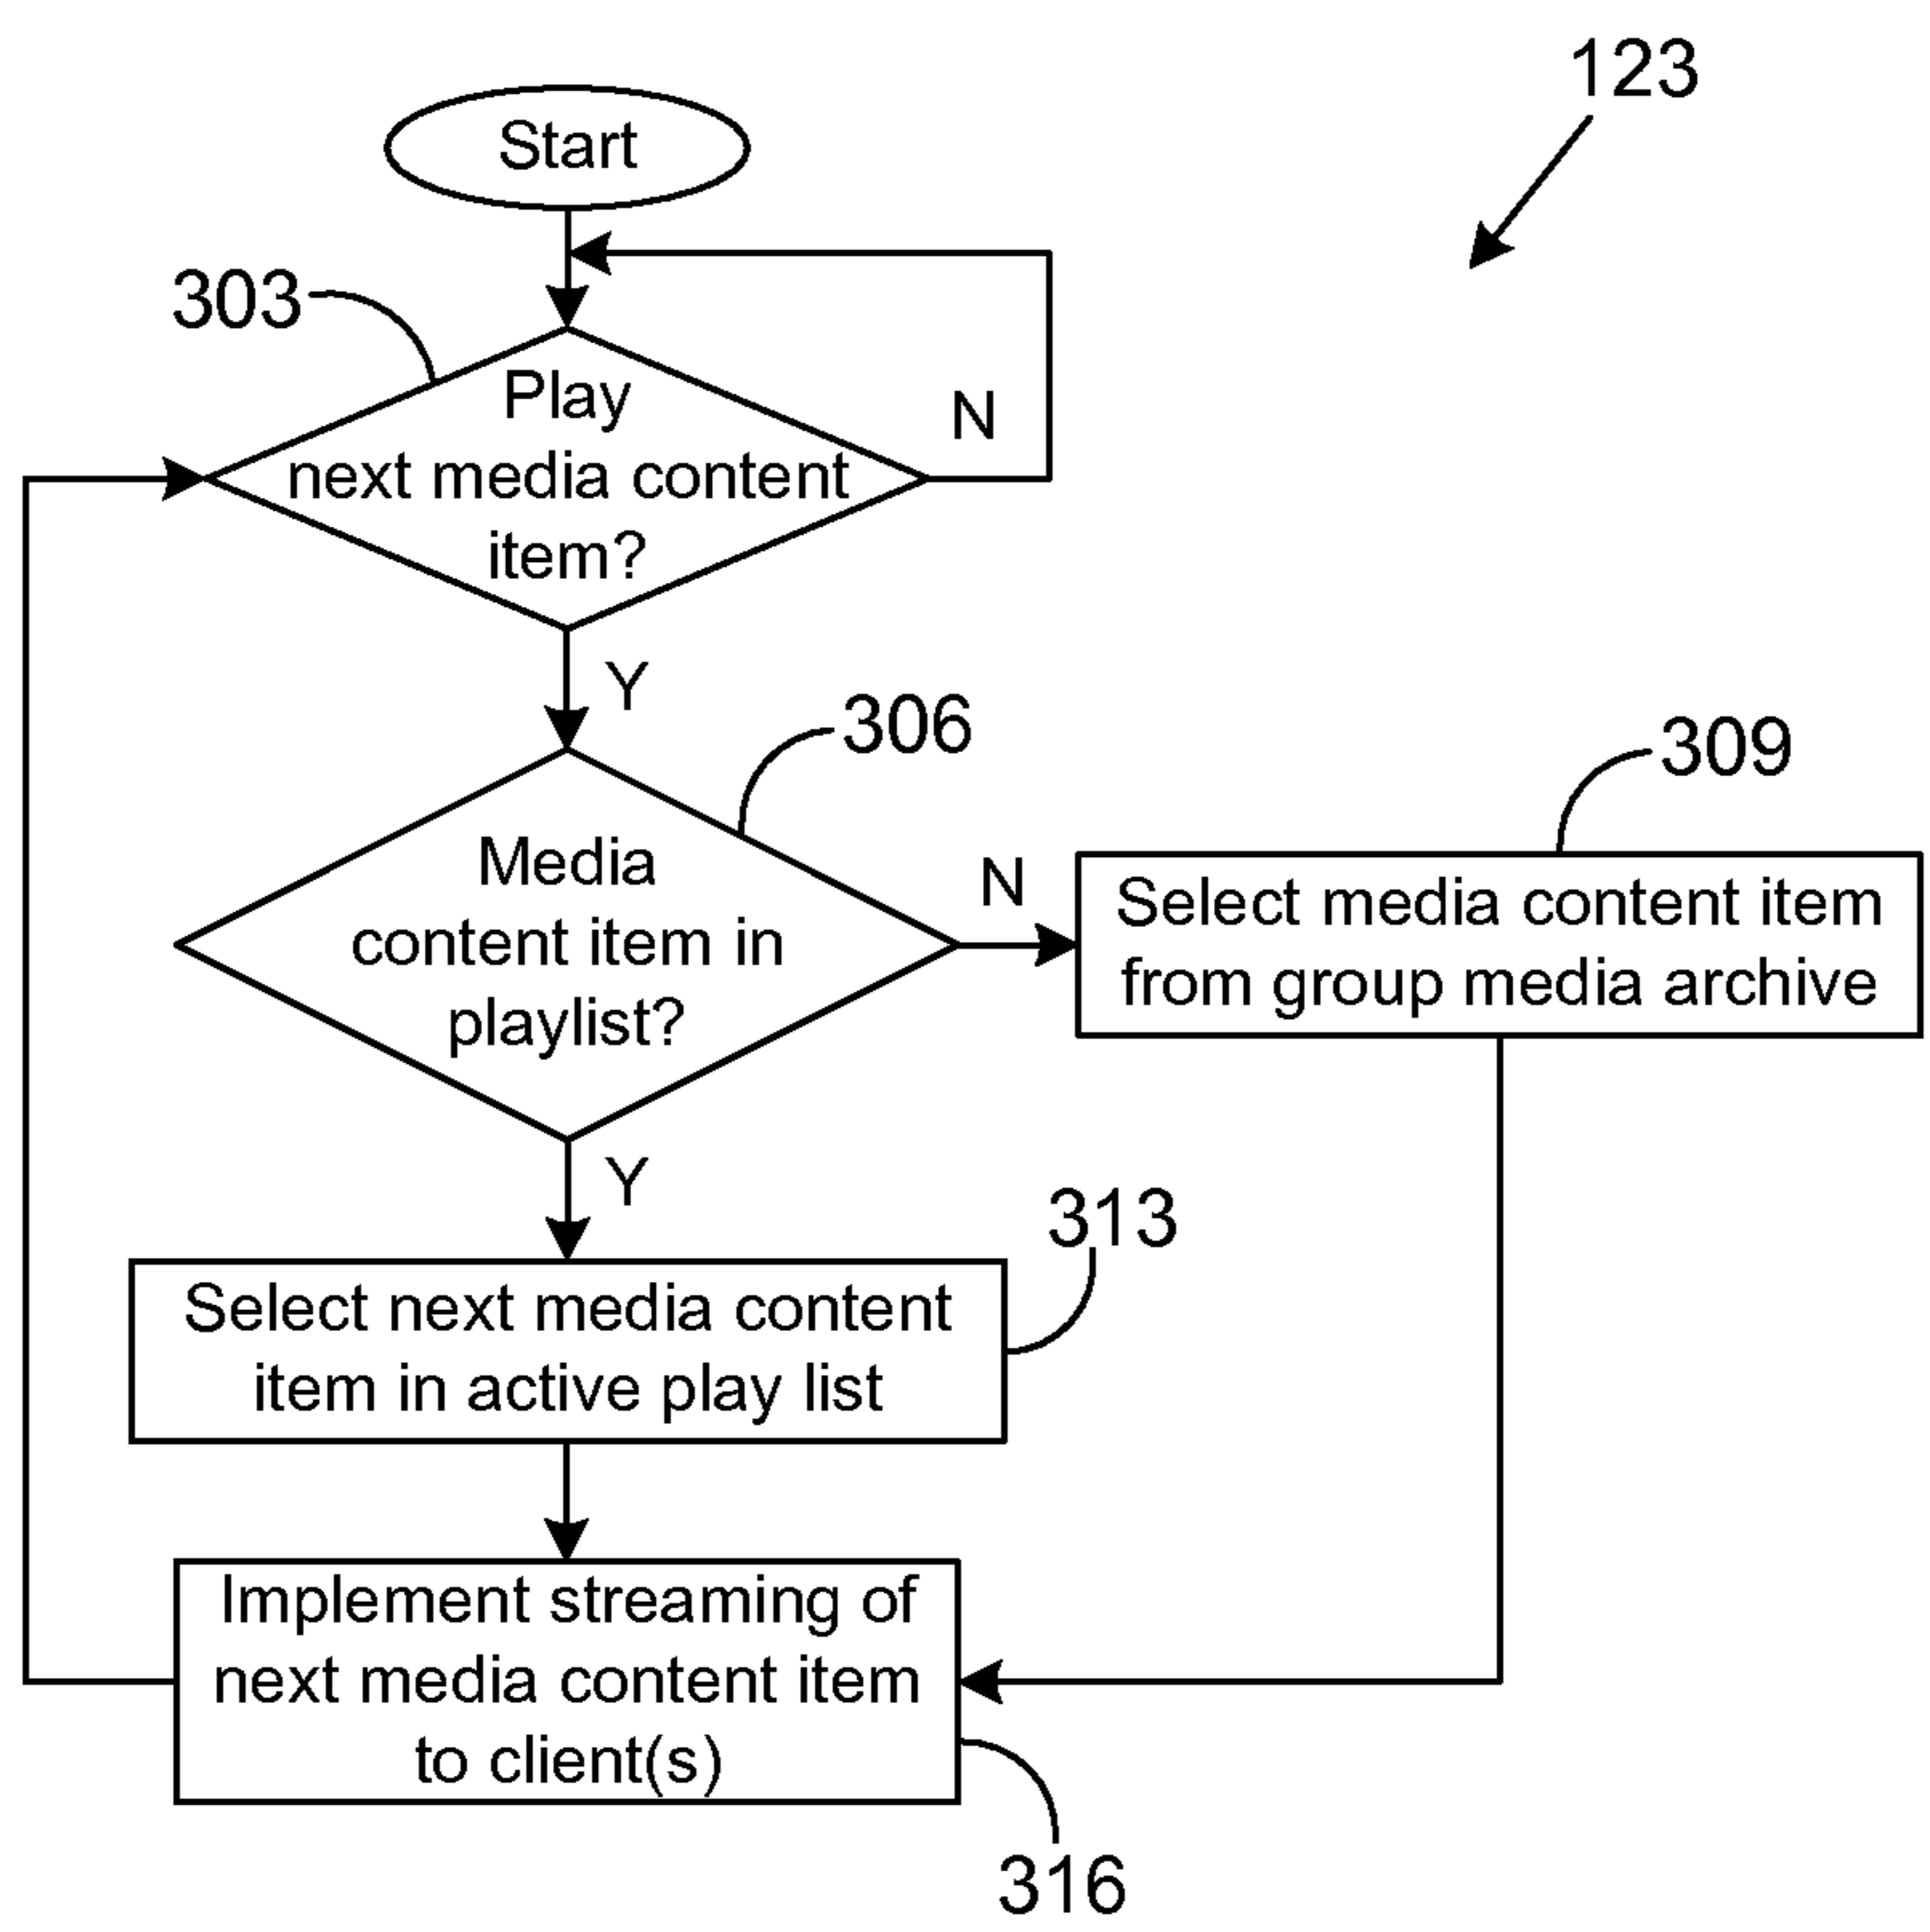 123
Start
303
Play
next media content
item?
N
Y
306
Media
content item in
playlist?
N
309
Select media content item
from group media archive
Y
313
Select next media content
item in active play list
Implement streaming of
next media content item
to client(s)
316